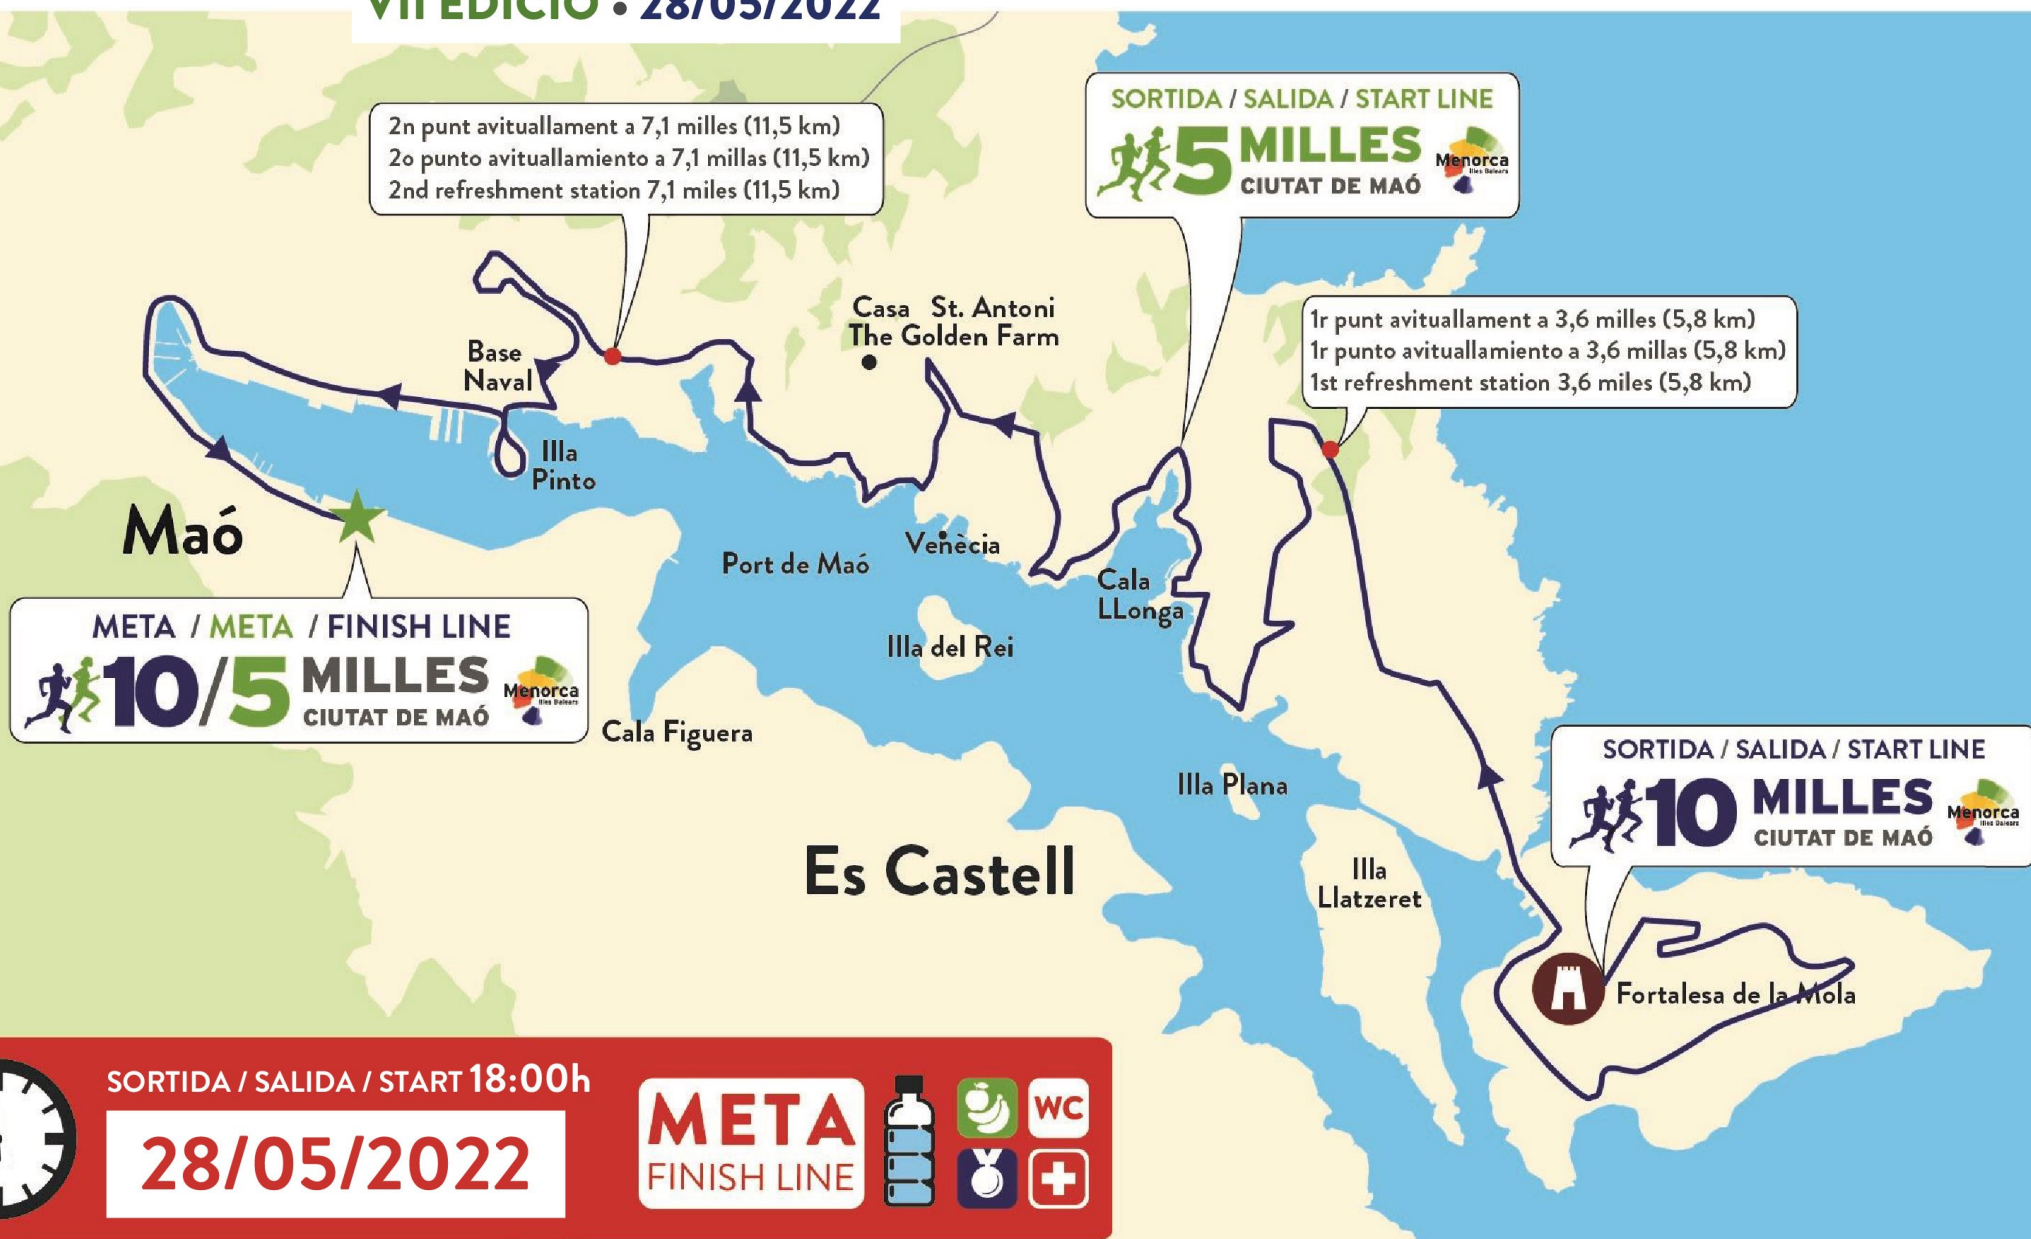 VII EDICIÓ • 28/05/2022
2n punt avituallament a 7,1 milles (11,5 km)
2o punto avituallamiento a 7,1 millas (11,5 km)
2nd refreshment station 7,1 miles (11,5 km)
SORTIDA / SALIDA / START LINE
5 MILLES
CIUTAT DE MAÓ
Menorca
Illes Balears
Casa St. Antoni
The Golden Farm
1r punt avituallament a 3,6 milles (5,8 km)
1r punto avituallamiento a 3,6 millas (5,8 km)
1st refreshment station 3,6 miles (5,8 km)
Base
Naval
Illa
Pinto
Maó
Port de Maó
Venècia
Cala
LLonga
Illa del Rei
META / META / FINISH LINE
10/5 MILLES
CIUTAT DE MAÓ
Menorca
Illes Balears
Cala Figuera
Illa Plana
SORTIDA / SALIDA / START LINE
10 MILLES
CIUTAT DE MAÓ
Menorca
Illes Balears
Es Castell
Illa
Llatzeret
Fortalesa de la Mola
SORTIDA / SALIDA / START 18:00h
28/05/2022
META
FINISH LINE
WC